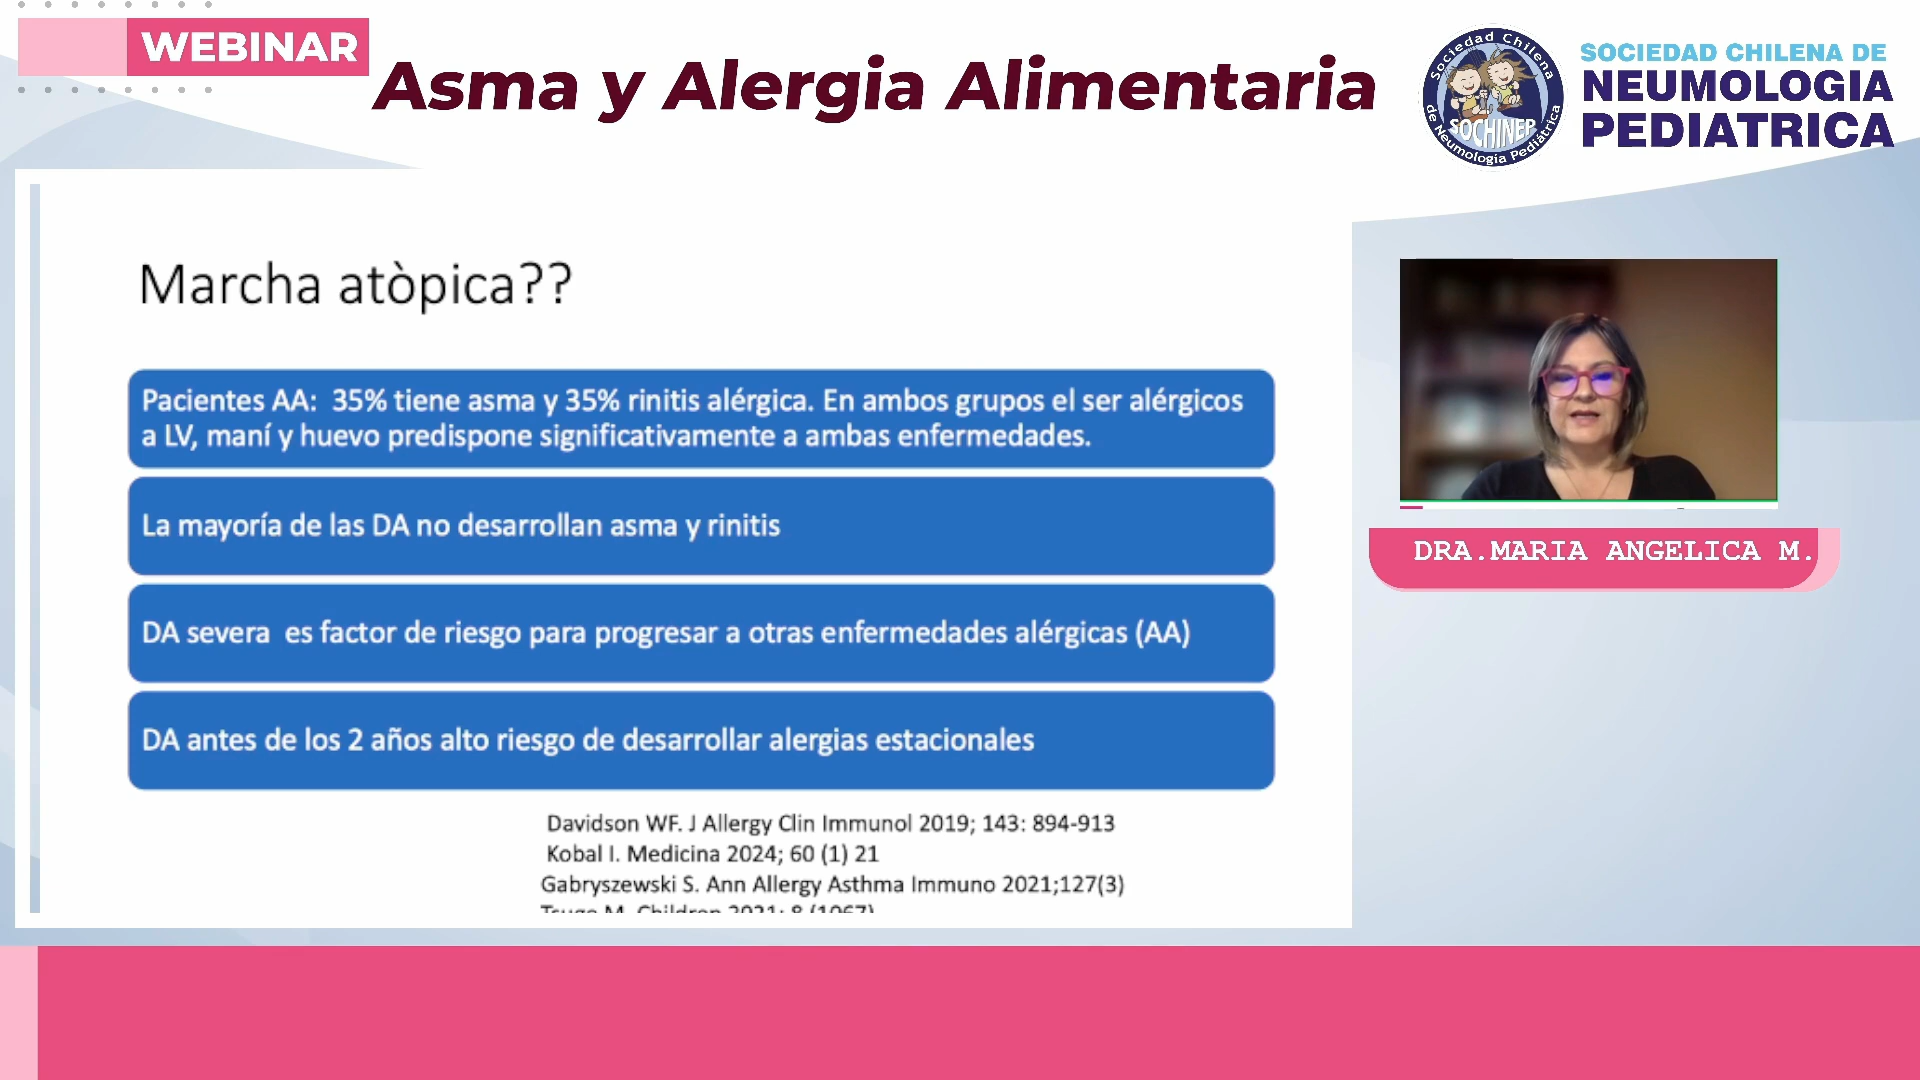 WEBINAR
Asma y Alergia Alimentaria
Sociedad Chilena
SOCHINEP
de Neumología Pediátrica
SOCIEDAD CHILENA DE
NEUMOLOGIA
PEDIATRICA
Marcha atòpica??
Pacientes AA:  35% tiene asma y 35% rinitis alérgica. En ambos grupos el ser alérgicos
a LV, maní y huevo predispone significativamente a ambas enfermedades.
La mayoría de las DA no desarrollan asma y rinitis
DA severa  es factor de riesgo para progresar a otras enfermedades alérgicas (AA)
DA antes de los 2 años alto riesgo de desarrollar alergias estacionales
Davidson WF. J Allergy Clin Immunol 2019; 143: 894-913
Kobal I. Medicina 2024; 60 (1) 21
Gabryszewski S. Ann Allergy Asthma Immuno 2021;127(3)
M. Children 2021; 8 (1067)
DRA.MARIA ANGELICA M.